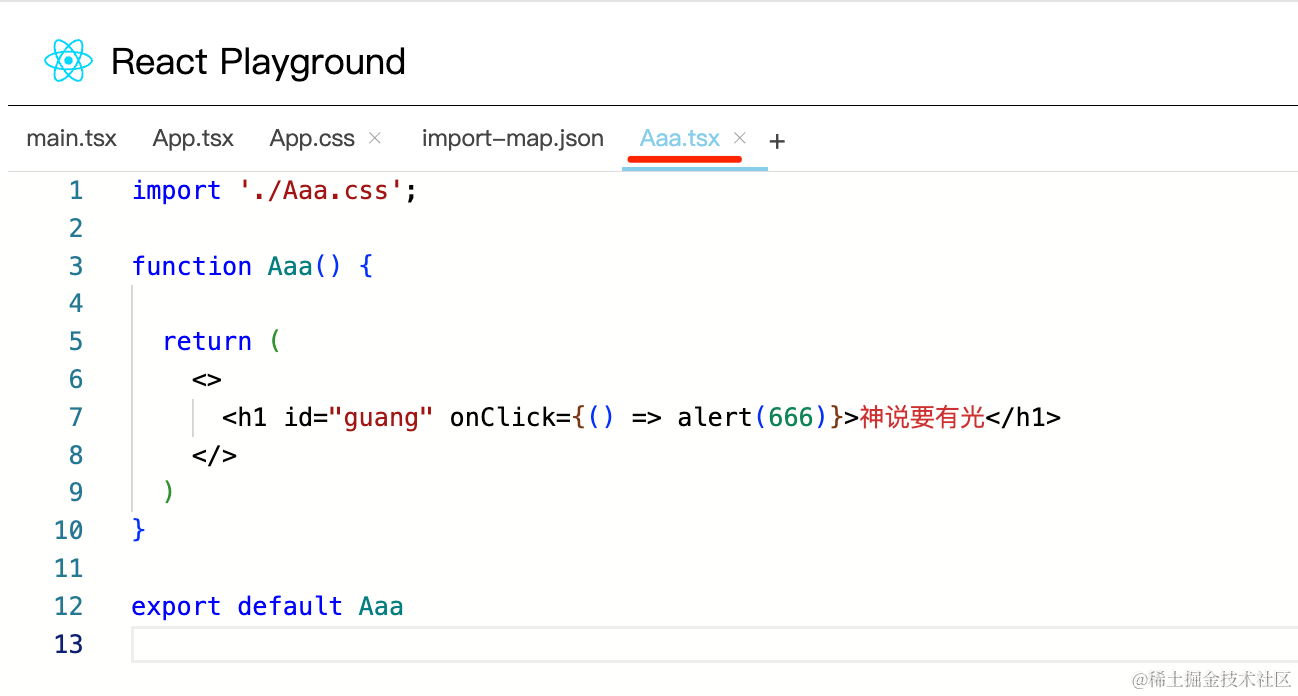 React Playground
main.tsx App.tsx App.css × import-map.json Aaa.tsx × +
1 import './Aaa.css';
2
3 function Aaa() {
4
5 return (
6 <>
7 <h1 id="guang" onClick={() => alert(666)}>神说要有光</h1>
8 </>
9 )
10 }
11
12 export default Aaa
13
@稀土掘金技术社区